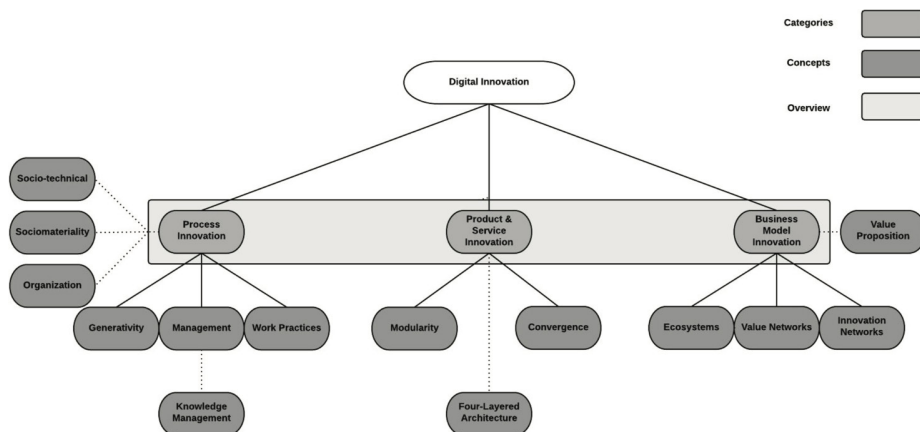 Categories
Concepts
Digital Innovation
Overview
Socio-technical
Sociomateriality
Process
Innovation
Product &
Service
Innovation
Business
Model
Innovation
Value
Proposition
Organization
Generativity
Management
Work Practices
Modularity
Convergence
Ecosystems
Value Networks
Innovation
Networks
Knowledge
Management
Four-Layered
Architecture